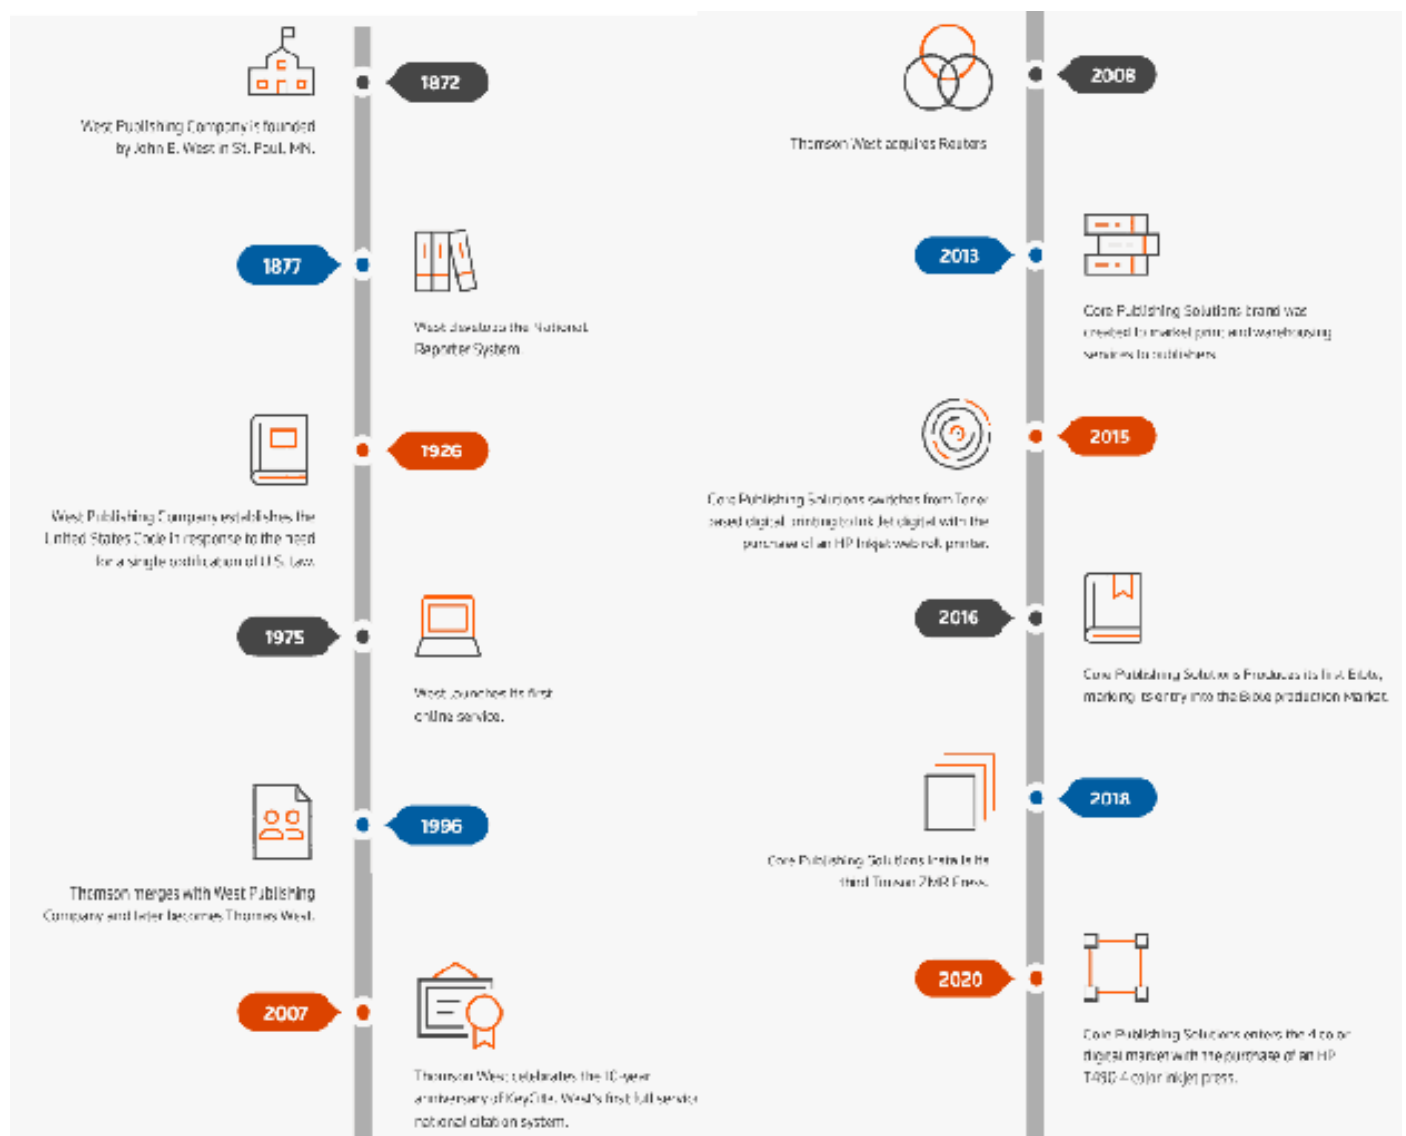 1872
West Publishing Company is founded
by John E. West in St. Paul, MN.
1877
West develops the National
Reporter System.
1926
West Publishing Company establishes the
United States Code in response to the need
for a single codification of U.S. Law.
1975
West launches its first
online service.
1996
Thomson merges with West Publishing
Company and later becomes Thomas West.
2007
Thomson West celebrates the 10-year
anniversary of KeyCite, West's first full service
national citation system.
2008
Thomson West acquires Reuters
2013
Core Publishing Solutions brand was
created to market print and warehousing
services to publishers.
2015
Core Publishing Solutions switches from Toner
based digital printing to Ink Jet digital with the
purchase of an HP Inkjet web roll printer.
2016
Core Publishing Solutions Produces its first Bible,
marking its entry into the Bible production Market.
2018
Core Publishing Solutions installs its
third Timson ZMR Press.
2020
Core Publishing Solutions enters the 4 color
digital market with the purchase of an HP
T490 4 color inkjet press.